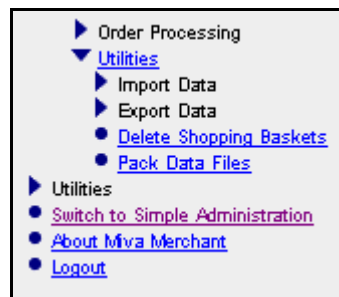 Order Processing
Utilities
Import Data
Export Data
Delete Shopping Baskets
Pack Data Files
Utilities
Switch to Simple Administration
About Miva Merchant
Logout